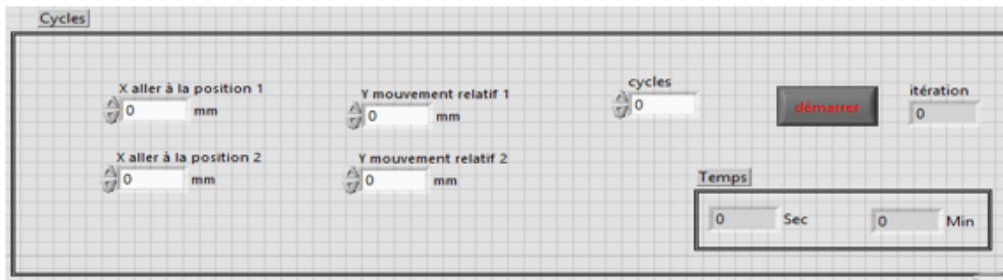 Cycles
X aller à la position 1
0 mm
Y mouvement relatif 1
0 mm
cycles
0
démarrer
itération
0
X aller à la position 2
0 mm
Y mouvement relatif 2
0 mm
Temps
0 Sec
0 Min